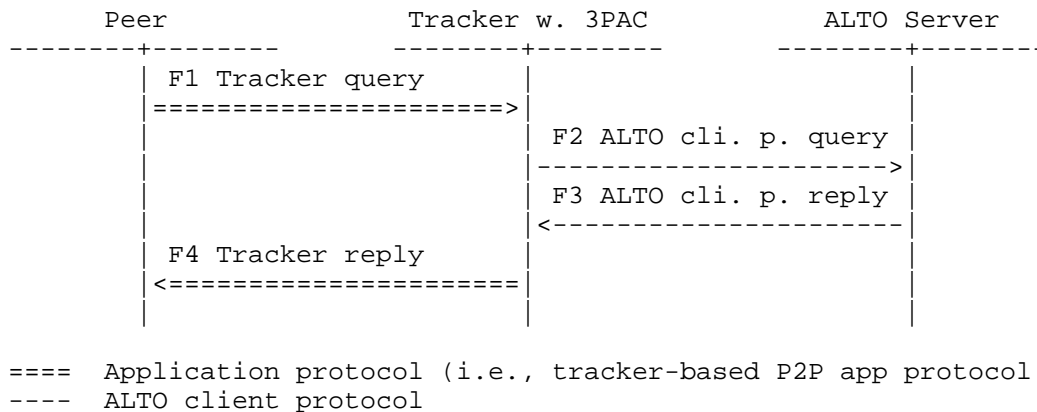 Peer Tracker w. 3PAC ALTO Server
--------+-------- --------+-------- --------+--------
| F1 Tracker query | |
|======================>| |
| | F2 ALTO cli. p. query |
| |---------------------->|
| | F3 ALTO cli. p. reply |
| |<----------------------|
| F4 Tracker reply | |
|<======================| |
| | |
==== Application protocol (i.e., tracker-based P2P app protocol
---- ALTO client protocol